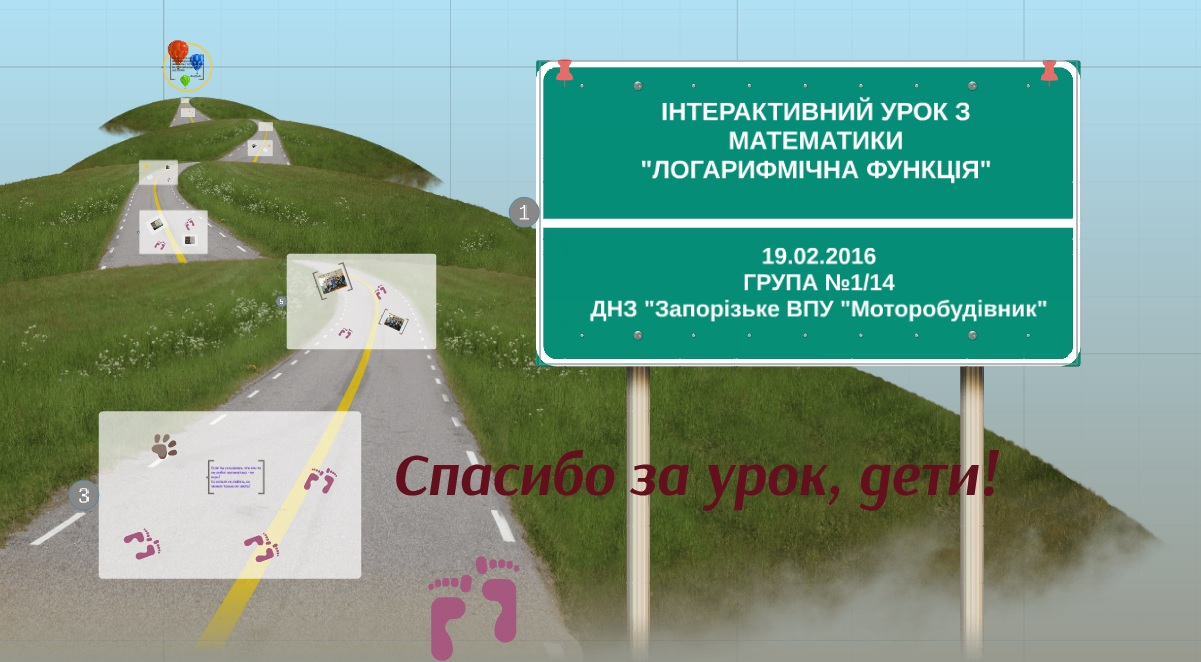 ІНТЕРАКТИВНИЙ УРОК З
МАТЕМАТИКИ
"ЛОГАРИФМІЧНА ФУНКЦІЯ"
1
19.02.2016
ГРУПА №1/14
ДНЗ "Запорізьке ВПУ "Моторобудівник"
5
3
Спасибо за урок, дети!